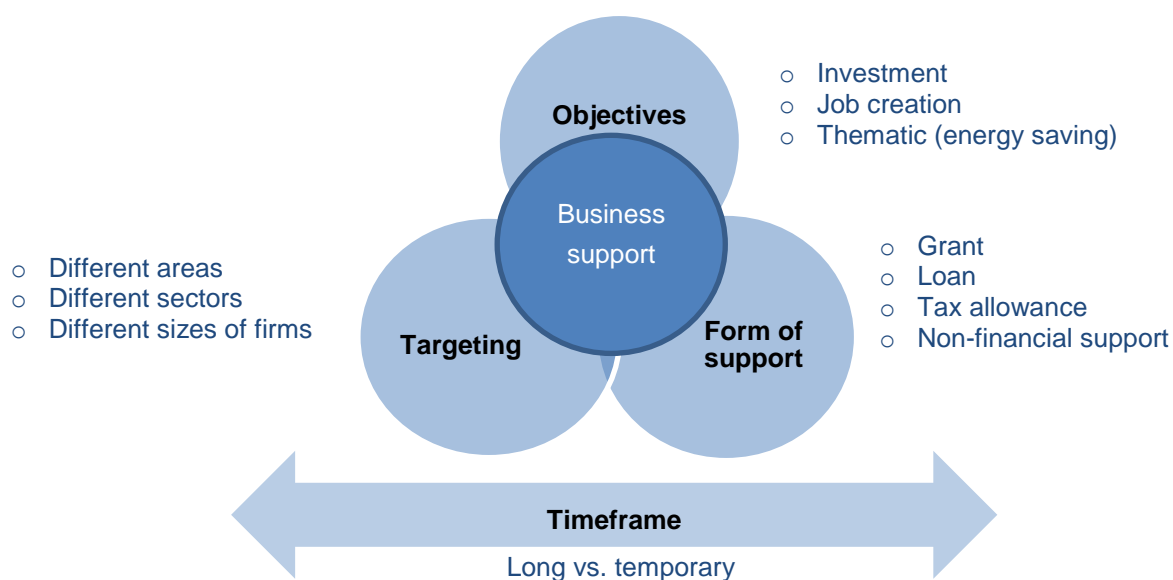 Objectives
o Investment
o Job creation
o Thematic (energy saving)
Business
support
o Different areas
o Different sectors
o Different sizes of firms
Targeting
Form of
support
o Grant
o Loan
o Tax allowance
o Non-financial support
Timeframe
Long vs. temporary